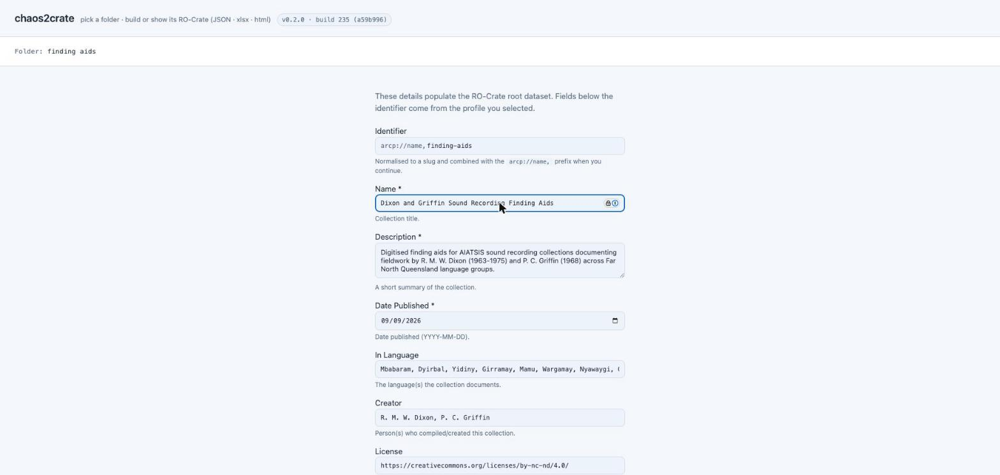 chaos2crate pick a folder · build or show its RO-Crate (JSON · xlsx · html) v0.2.0 · build 235 (a59b996)
Folder: finding aids
These details populate the RO-Crate root dataset. Fields below the
identifier come from the profile you selected.
Identifier
arcp://name,finding-aids
Normalised to a slug and combined with the arcp://name, prefix when you
continue.
Name *
Dixon and Griffin Sound Recording Finding Aids
Collection title.
Description *
Digitised finding aids for AIATSIS sound recording collections documenting
fieldwork by R. M. W. Dixon (1963-1975) and P. C. Griffin (1968) across Far
North Queensland language groups.
A short summary of the collection.
Date Published *
09/09/2026
Date published (YYYY-MM-DD).
In Language
Mbabaram, Dyirbal, Yidiny, Girramay, Mamu, Wargamay, Nyawaygi,
The language(s) the collection documents.
Creator
R. M. W. Dixon, P. C. Griffin
Person(s) who compiled/created this collection.
License
https://creativecommons.org/licenses/by-nc-nd/4.0/